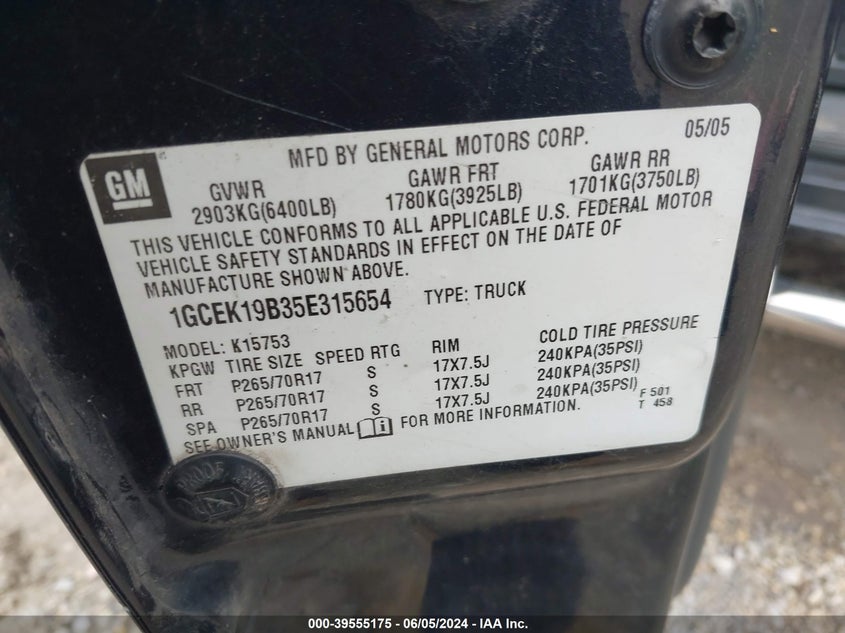 05/05
MFD BY GENERAL MOTORS CORP.
GM
GVWR GAWR FRT GAWR RR
2903KG(6400LB) 1780KG(3925LB) 1701KG(3750LB)
THIS VEHICLE CONFORMS TO ALL APPLICABLE U.S. FEDERAL MOTOR
VEHICLE SAFETY STANDARDS IN EFFECT ON THE DATE OF
MANUFACTURE SHOWN ABOVE.
1GCEK19B35E315654 TYPE: TRUCK
MODEL: K15753
KPGW TIRE SIZE SPEED RTG RIM COLD TIRE PRESSURE
FRT P265/70R17 S 17X7.5J 240KPA(35PSI)
RR P265/70R17 S 17X7.5J 240KPA(35PSI)
SPA P265/70R17 S 17X7.5J 240KPA(35PSI)
SEE OWNER'S MANUAL FOR MORE INFORMATION.
F 501
T 458
PROOF
000-39555175 - 06/05/2024 - IAA Inc.